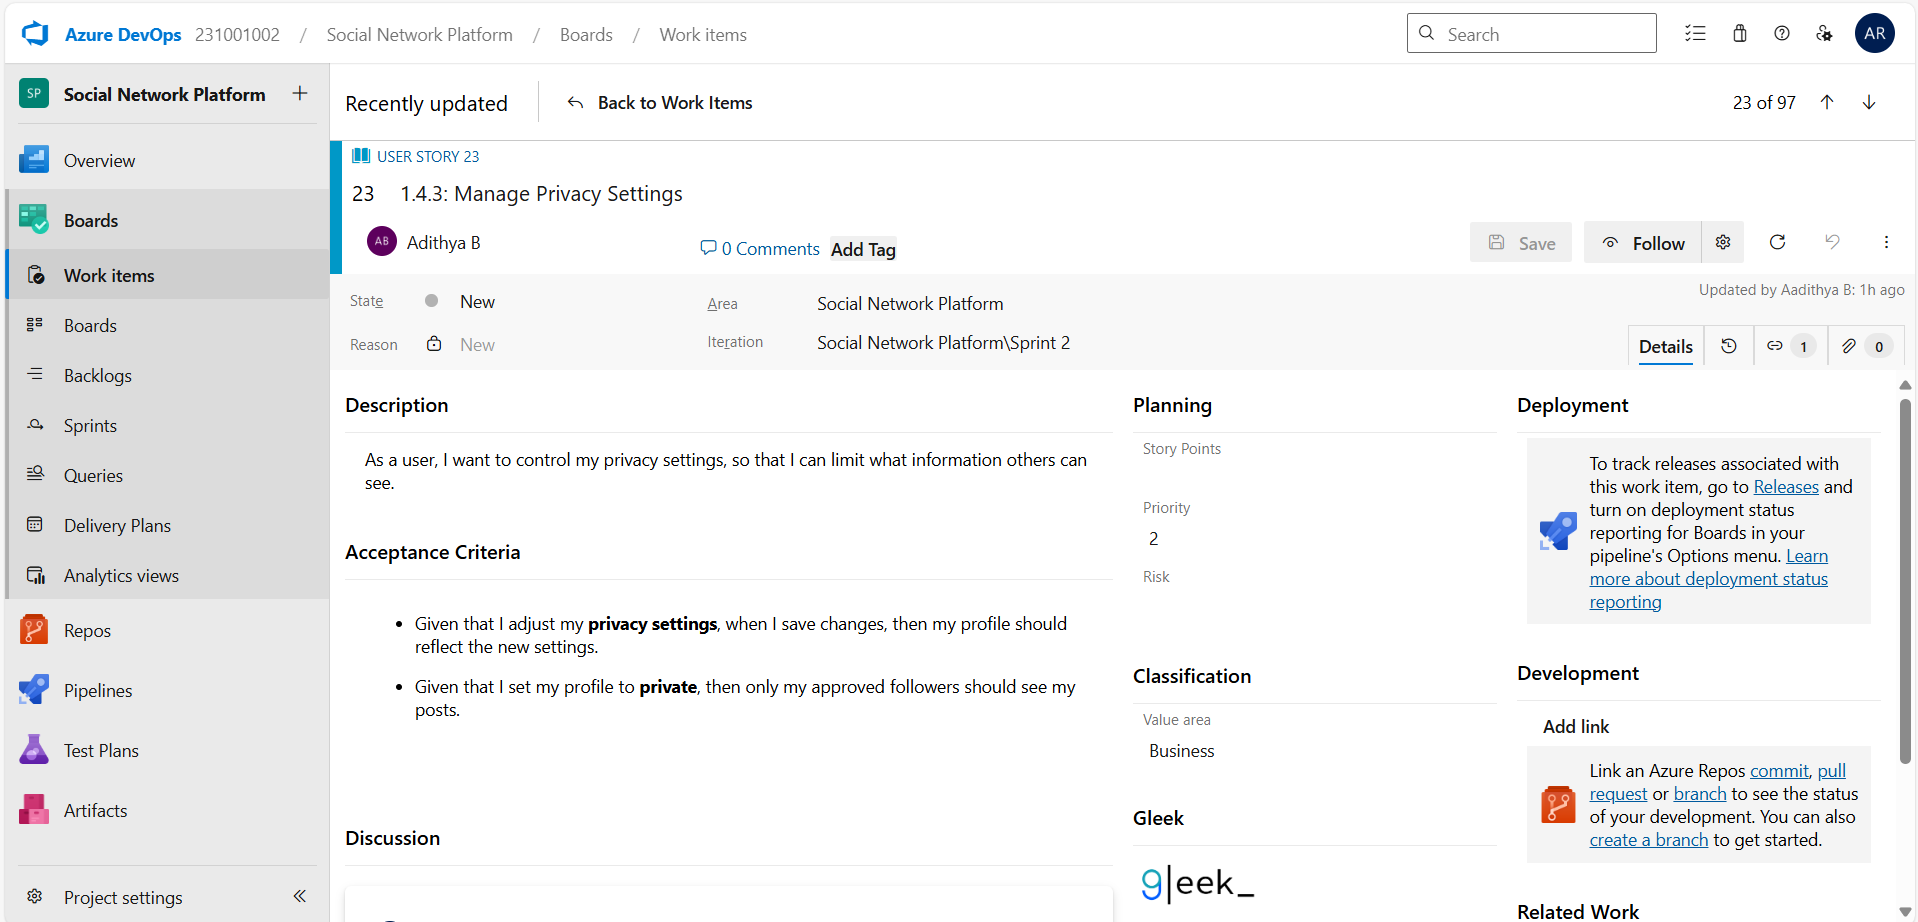 Azure DevOps 231001002 / Social Network Platform / Boards / Work items
Search
AR
SP Social Network Platform
Overview
Boards
Work items
Boards
Backlogs
Sprints
Queries
Delivery Plans
Analytics views
Repos
Pipelines
Test Plans
Artifacts
Project settings
Recently updated
Back to Work Items
23 of 97
USER STORY 23
23 1.4.3: Manage Privacy Settings
AB Adithya B
0 Comments
Add Tag
Save
Follow
State New
Reason New
Area Social Network Platform
Iteration Social Network Platform\Sprint 2
Updated by Aadithya B: 1h ago
Details
1
0
Description
As a user, I want to control my privacy settings, so that I can limit what information others can
see.
Acceptance Criteria
• Given that I adjust my privacy settings, when I save changes, then my profile should
reflect the new settings.
• Given that I set my profile to private, then only my approved followers should see my
posts.
Discussion
Planning
Story Points
Priority
2
Risk
Classification
Value area
Business
Gleek
g|eek_
Deployment
To track releases associated with
this work item, go to Releases and
turn on deployment status
reporting for Boards in your
pipeline's Options menu. Learn
more about deployment status
reporting
Development
Add link
Link an Azure Repos commit, pull
request or branch to see the status
of your development. You can also
create a branch to get started.
Related Work